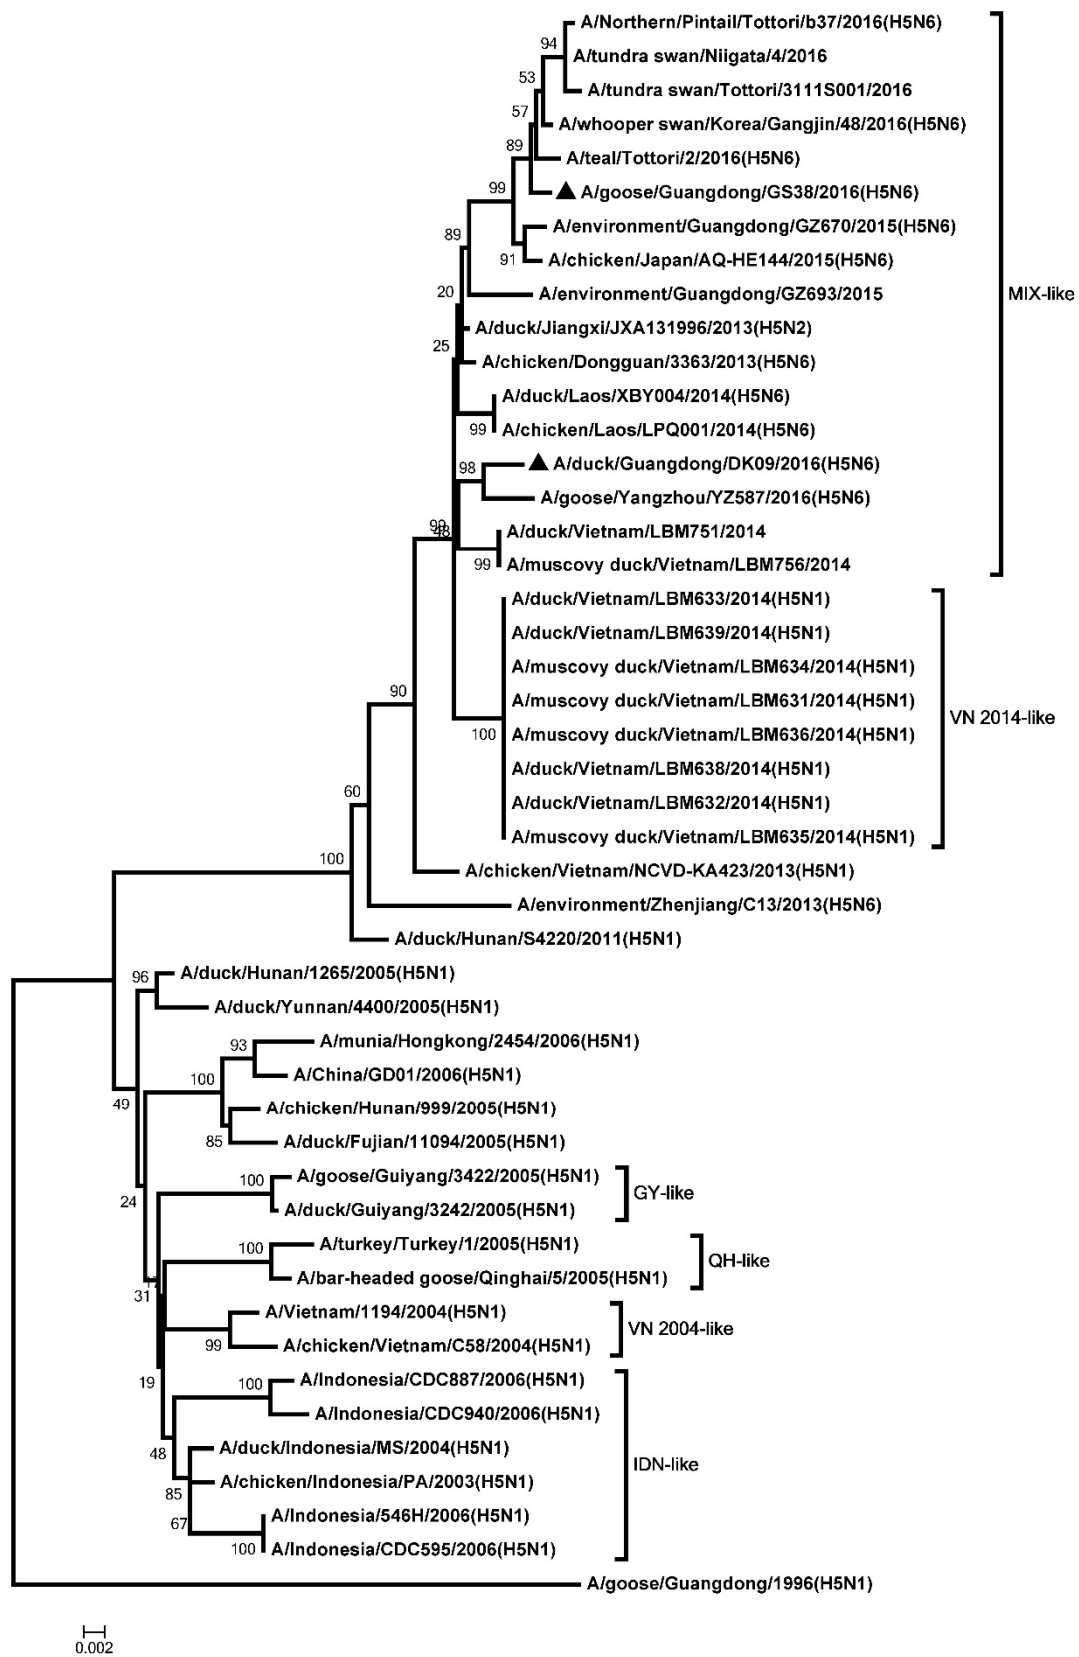 A/Northern/Pintail/Tottori/b37/2016(H5N6)
94
A/tundra swan/Niigata/4/2016
53
A/tundra swan/Tottori/3111S001/2016
57
A/whooper swan/Korea/Gangjin/48/2016(H5N6)
89
A/teal/Tottori/2/2016(H5N6)
99
A/goose/Guangdong/GS38/2016(H5N6)
A/environment/Guangdong/GZ670/2015(H5N6)
89
91
A/chicken/Japan/AQ-HE144/2015(H5N6)
20
A/environment/Guangdong/GZ693/2015
MIX-like
A/duck/Jiangxi/JXA131996/2013(H5N2)
25
A/chicken/Dongguan/3363/2013(H5N6)
A/duck/Laos/XBY004/2014(H5N6)
99
A/chicken/Laos/LPQ001/2014(H5N6)
98
A/duck/Guangdong/DK09/2016(H5N6)
A/goose/Yangzhou/YZ587/2016(H5N6)
99
48
A/duck/Vietnam/LBM751/2014
99
A/muscovy duck/Vietnam/LBM756/2014
A/duck/Vietnam/LBM633/2014(H5N1)
A/duck/Vietnam/LBM639/2014(H5N1)
A/muscovy duck/Vietnam/LBM634/2014(H5N1)
90
A/muscovy duck/Vietnam/LBM631/2014(H5N1)
VN 2014-like
100
A/muscovy duck/Vietnam/LBM636/2014(H5N1)
A/duck/Vietnam/LBM638/2014(H5N1)
60
A/duck/Vietnam/LBM632/2014(H5N1)
A/muscovy duck/Vietnam/LBM635/2014(H5N1)
100
A/chicken/Vietnam/NCVD-KA423/2013(H5N1)
A/environment/Zhenjiang/C13/2013(H5N6)
A/duck/Hunan/S4220/2011(H5N1)
96
A/duck/Hunan/1265/2005(H5N1)
A/duck/Yunnan/4400/2005(H5N1)
93
A/munia/Hongkong/2454/2006(H5N1)
100
A/China/GD01/2006(H5N1)
49
A/chicken/Hunan/999/2005(H5N1)
85
A/duck/Fujian/11094/2005(H5N1)
100
A/goose/Guiyang/3422/2005(H5N1)
GY-like
24
A/duck/Guiyang/3242/2005(H5N1)
100
A/turkey/Turkey/1/2005(H5N1)
QH-like
A/bar-headed goose/Qinghai/5/2005(H5N1)
31
A/Vietnam/1194/2004(H5N1)
VN 2004-like
99
A/chicken/Vietnam/C58/2004(H5N1)
19
100
A/Indonesia/CDC887/2006(H5N1)
A/Indonesia/CDC940/2006(H5N1)
48
A/duck/Indonesia/MS/2004(H5N1)
IDN-like
85
A/chicken/Indonesia/PA/2003(H5N1)
67
A/Indonesia/546H/2006(H5N1)
100
A/Indonesia/CDC595/2006(H5N1)
A/goose/Guangdong/1996(H5N1)
0.002